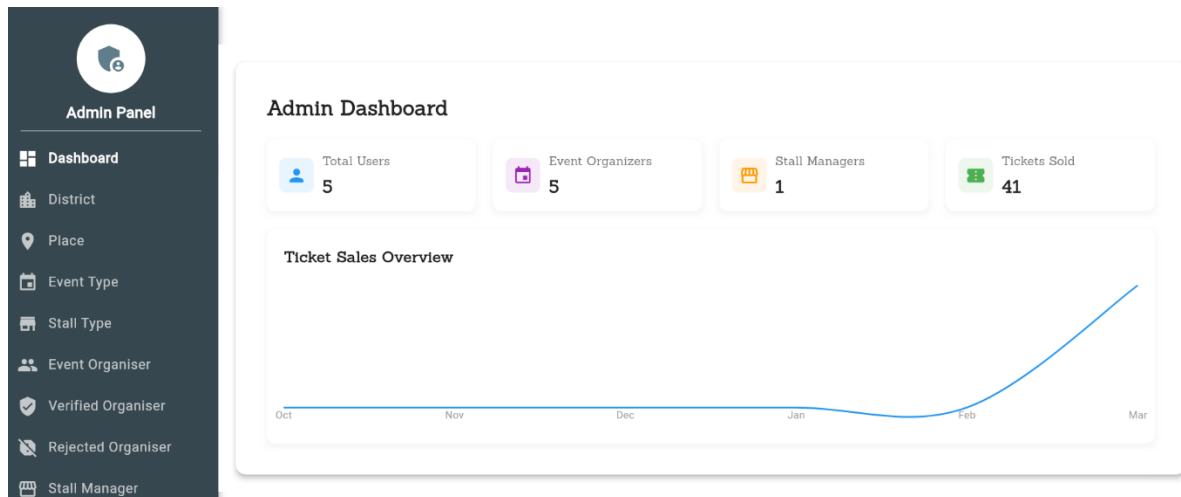 Admin Panel
Dashboard
District
Place
Event Type
Stall Type
Event Organiser
Verified Organiser
Rejected Organiser
Stall Manager
Admin Dashboard
Total Users
5
Event Organizers
5
Stall Managers
1
Tickets Sold
41
Ticket Sales Overview
Oct Nov Dec Jan Feb Mar